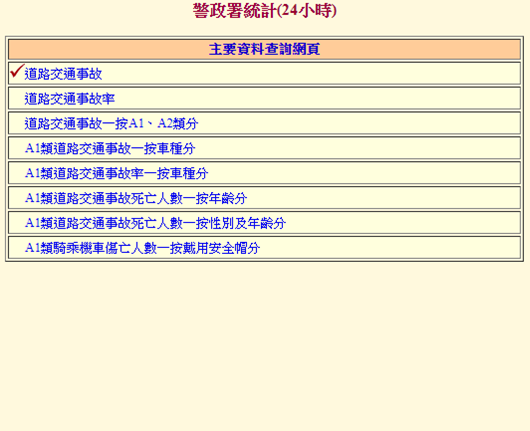 警政署統計(24小時)
主要資料查詢網頁
道路交通事故
道路交通事故率
道路交通事故—按A1、A2類分
A1類道路交通事故—按車種分
A1類道路交通事故率—按車種分
A1類道路交通事故死亡人數—按年齡分
A1類道路交通事故死亡人數—按性別及年齡分
A1類騎乘機車傷亡人數—按戴用安全帽分